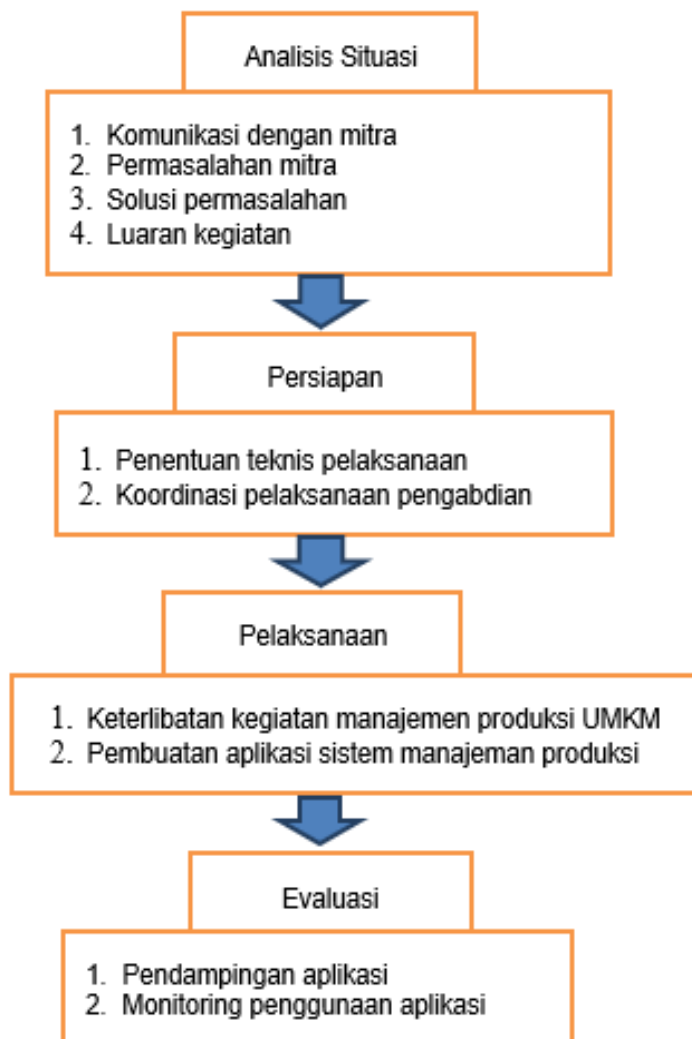 Analisis Situasi
1. Komunikasi dengan mitra
2. Permasalahan mitra
3. Solusi permasalahan
4. Luaran kegiatan
Persiapan
1. Penentuan teknis pelaksanaan
2. Koordinasi pelaksanaan pengabdian
Pelaksanaan
1. Keterlibatan kegiatan manajemen produksi UMKM
2. Pembuatan aplikasi sistem manajeman produksi
Evaluasi
1. Pendampingan aplikasi
2. Monitoring penggunaan aplikasi